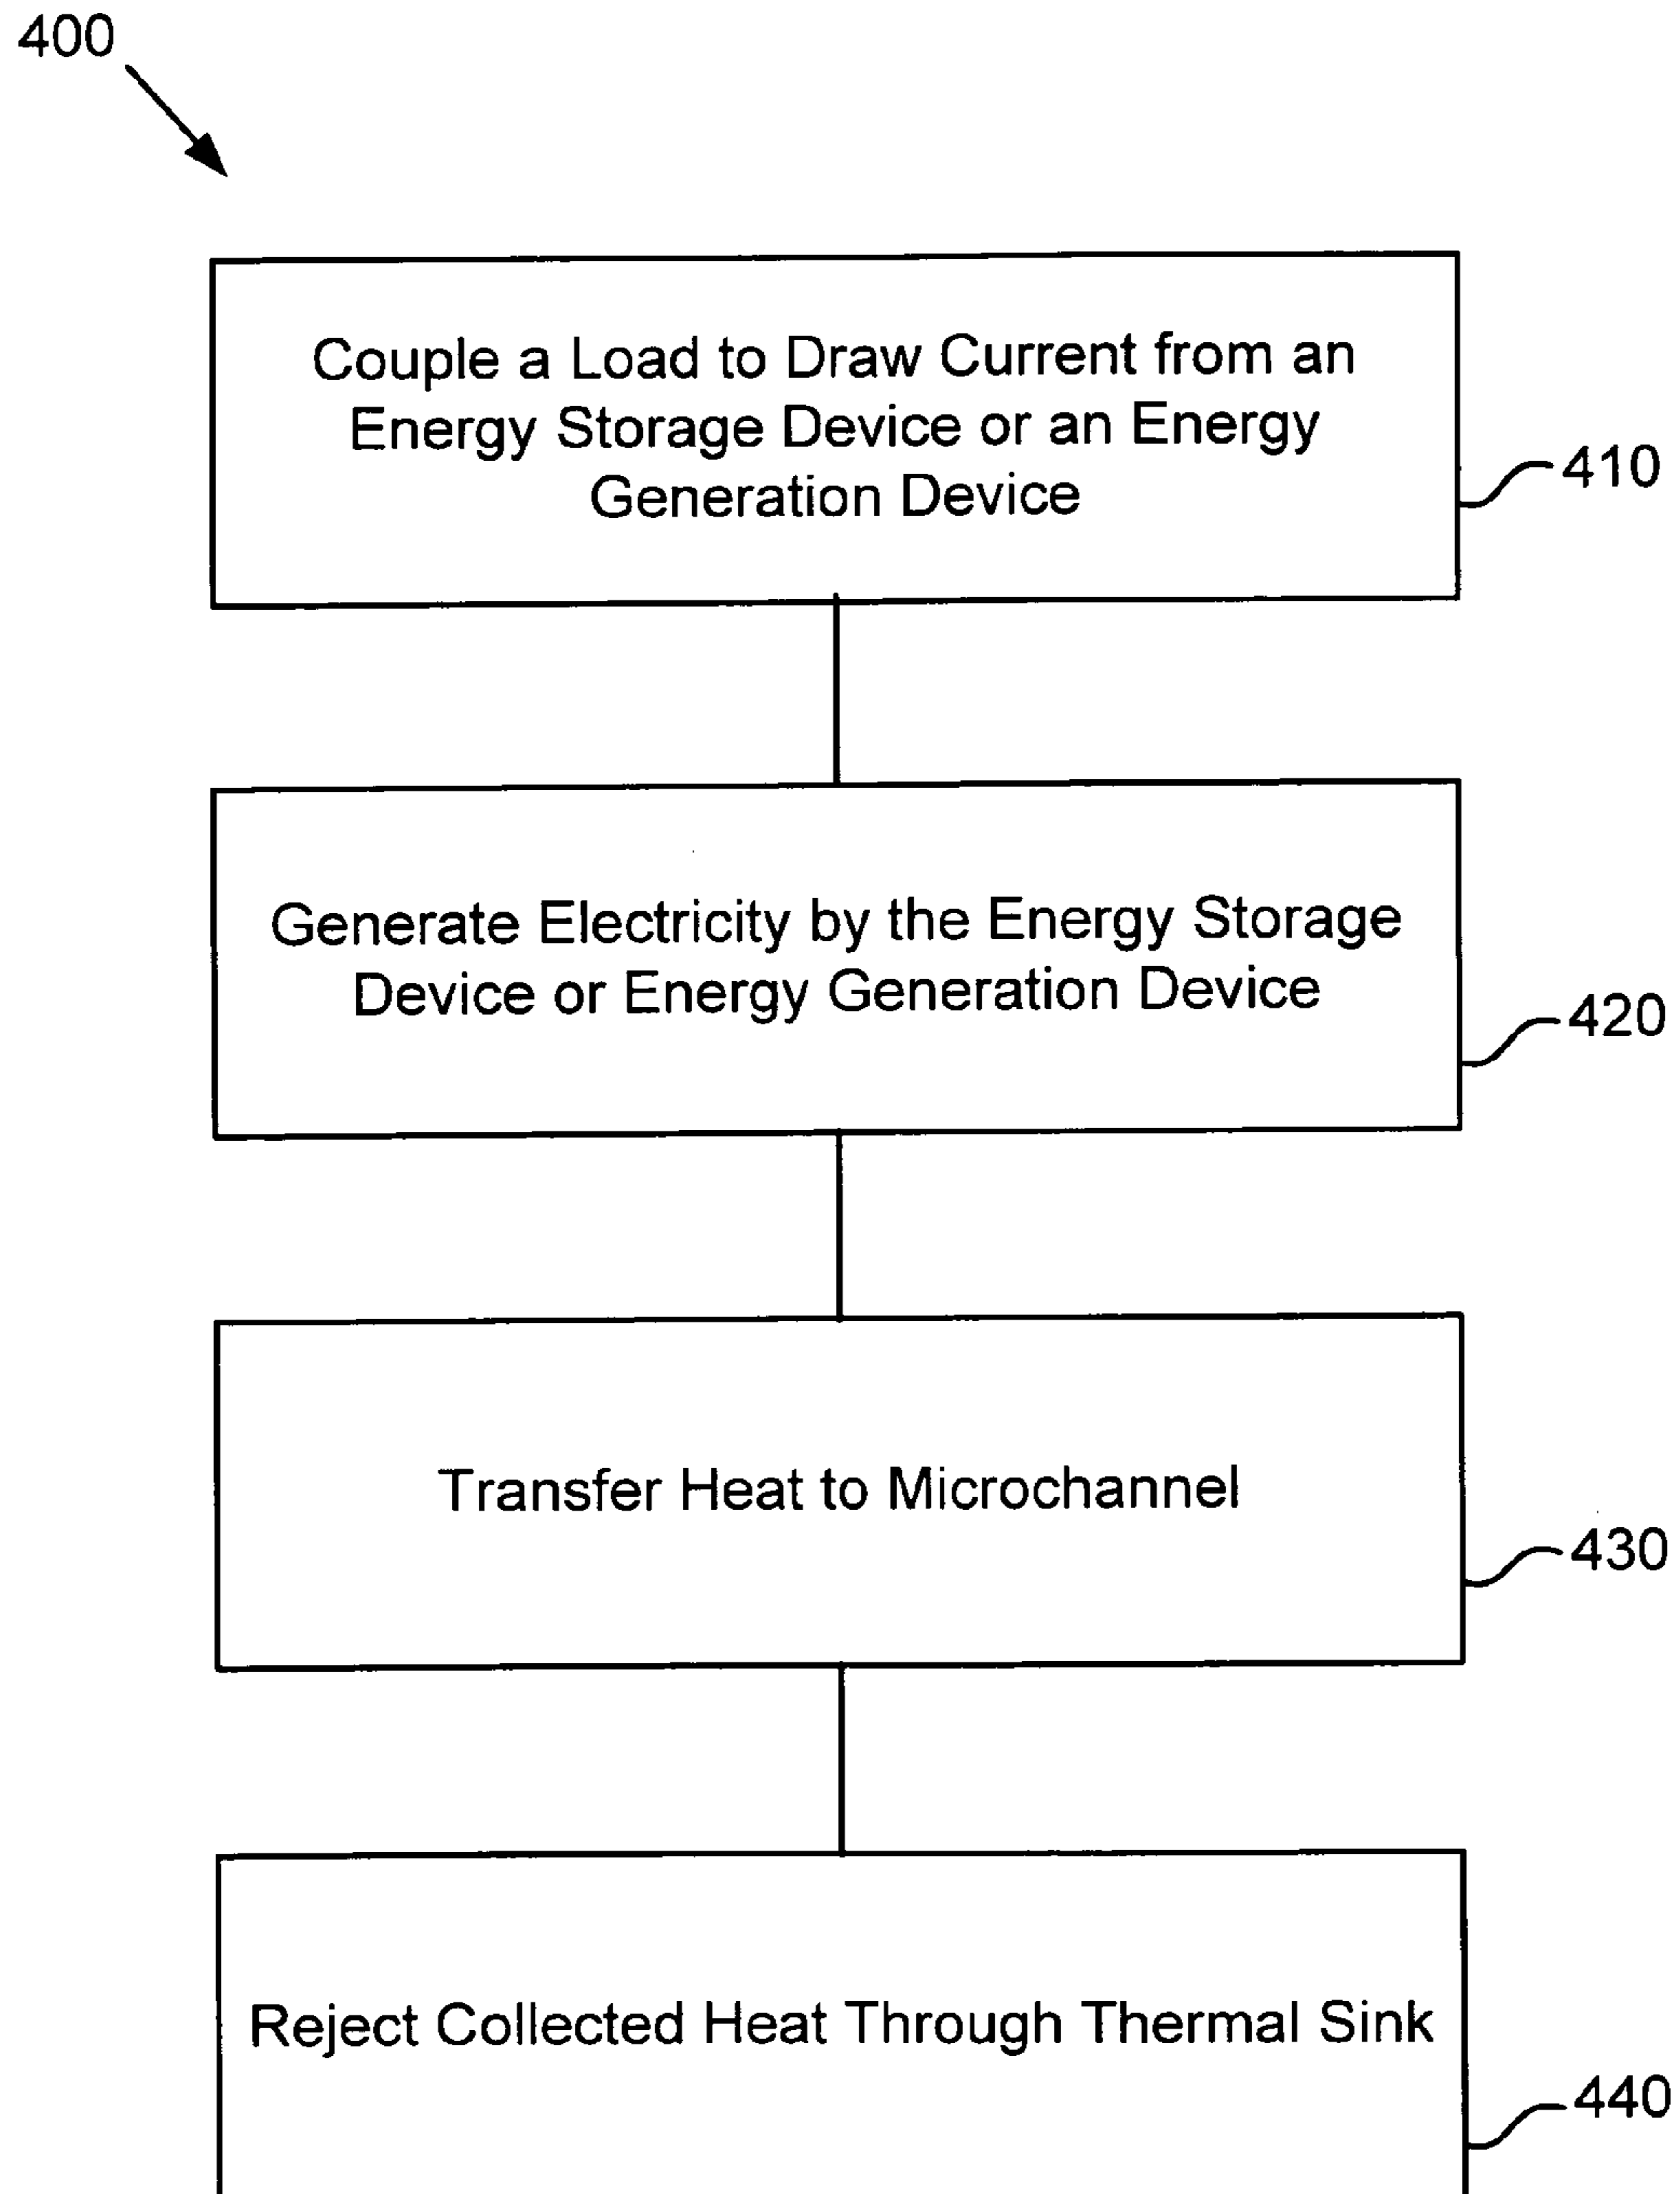 400
Couple a Load to Draw Current from an
Energy Storage Device or an Energy
Generation Device
410
Generate Electricity by the Energy Storage
Device or Energy Generation Device
420
Transfer Heat to Microchannel
430
Reject Collected Heat Through Thermal Sink
440